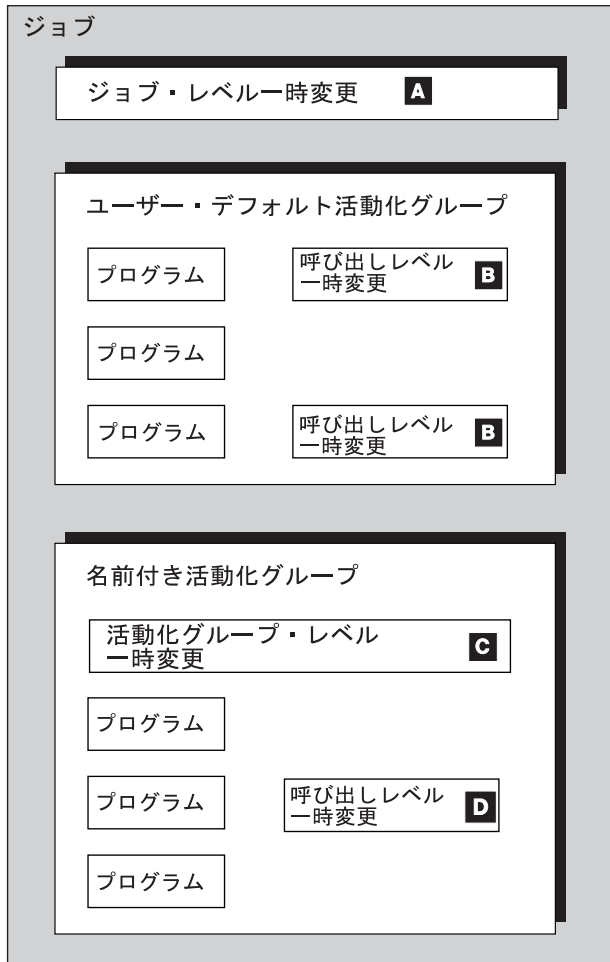 ジョブ
ジョブ・レベル一時変更 A
ユーザー・デフォルト活動化グループ
プログラム
呼び出しレベル
一時変更
B
プログラム
プログラム
呼び出しレベル
一時変更
B
名前付き活動化グループ
活動化グループ・レベル
一時変更
C
プログラム
プログラム
呼び出しレベル
一時変更
D
プログラム